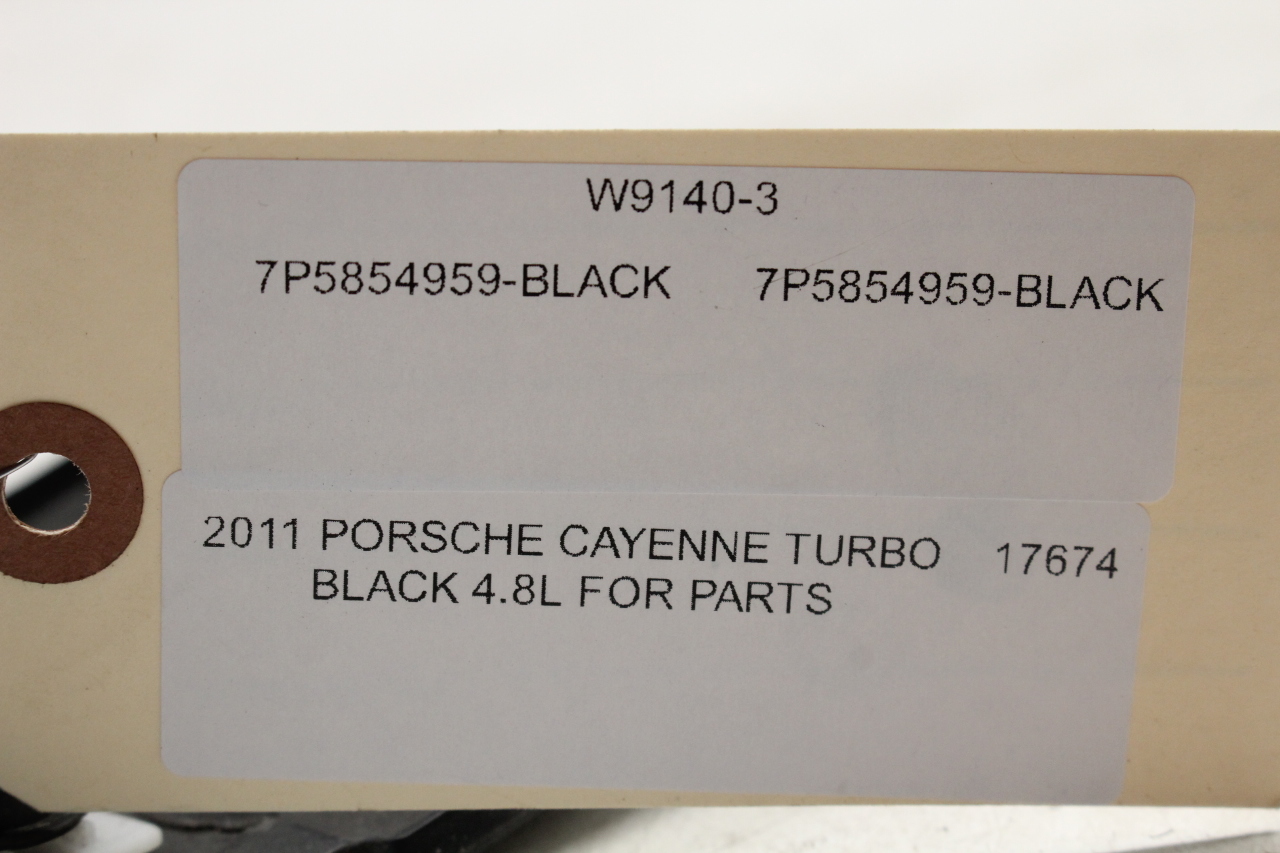 W9140-3
7P5854959-BLACK 7P5854959-BLACK
2011 PORSCHE CAYENNE TURBO 17674
BLACK 4.8L FOR PARTS